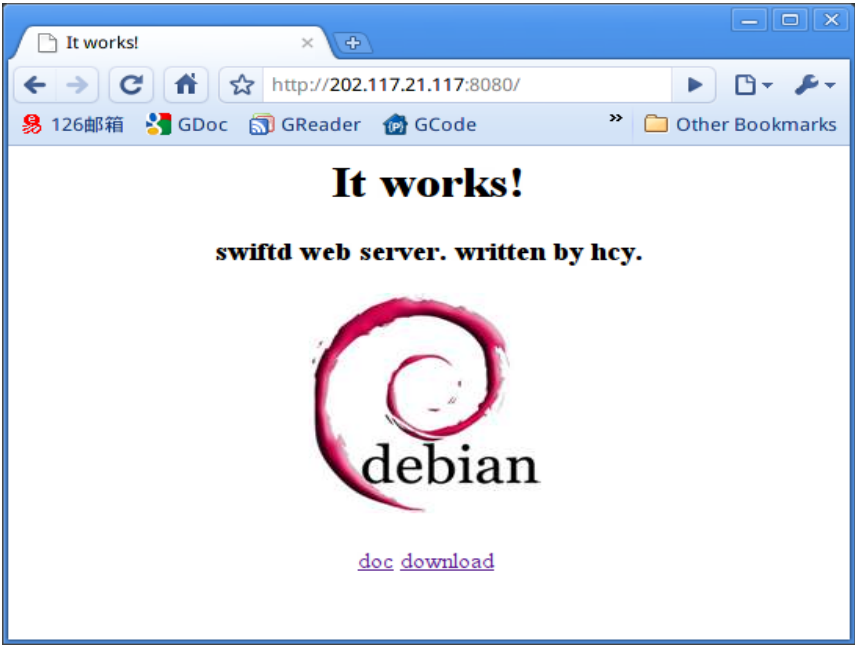 It works!
http://202.117.21.117:8080/
126邮箱 GDoc GReader GCode » Other Bookmarks
It works!
swiftd web server. written by hcy.
debian
doc download